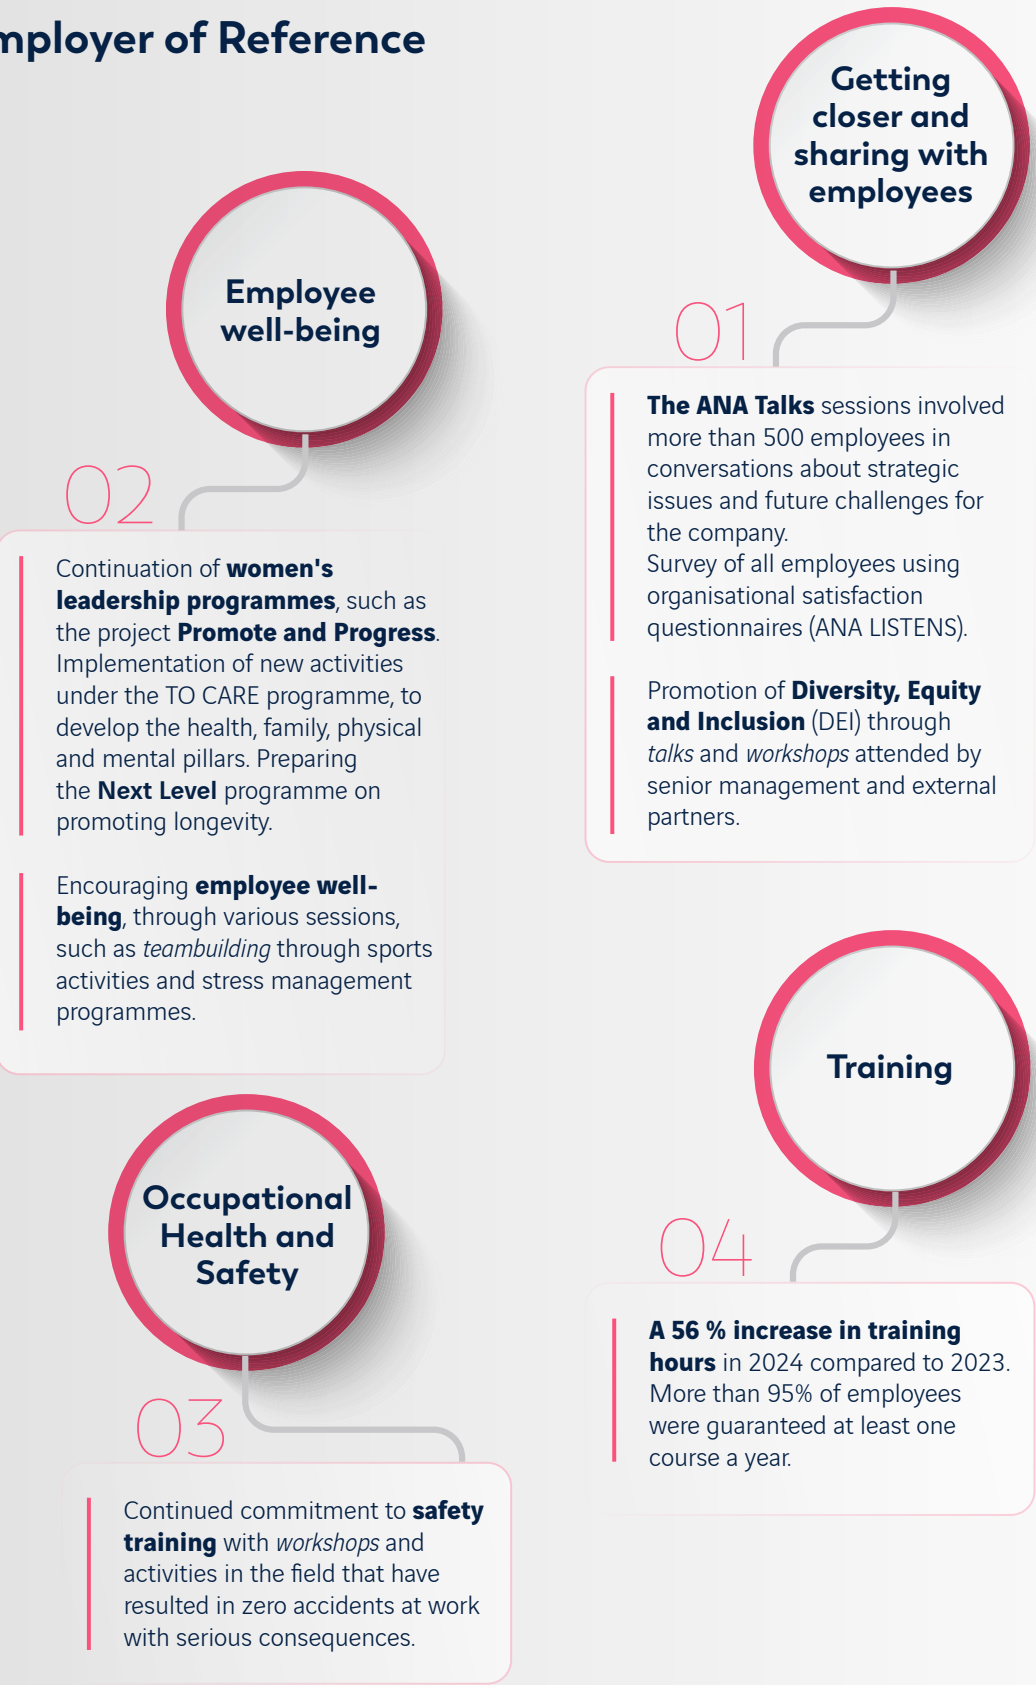 mployer of Reference
Getting
closer and
sharing with
employees
01
The ANA Talks sessions involved
more than 500 employees in
conversations about strategic
issues and future challenges for
the company.
Survey of all employees using
organisational satisfaction
questionnaires (ANA LISTENS).
Promotion of Diversity, Equity
and Inclusion (DEI) through
talks and workshops attended by
senior management and external
partners.
Employee
well-being
02
Continuation of women's
leadership programmes, such as
the project Promote and Progress.
Implementation of new activities
under the TO CARE programme, to
develop the health, family, physical
and mental pillars. Preparing
the Next Level programme on
promoting longevity.
Encouraging employee well-
being, through various sessions,
such as teambuilding through sports
activities and stress management
programmes.
Occupational
Health and
Safety
03
Continued commitment to safety
training with workshops and
activities in the field that have
resulted in zero accidents at work
with serious consequences.
Training
04
A 56 % increase in training
hours in 2024 compared to 2023.
More than 95% of employees
were guaranteed at least one
course a year.